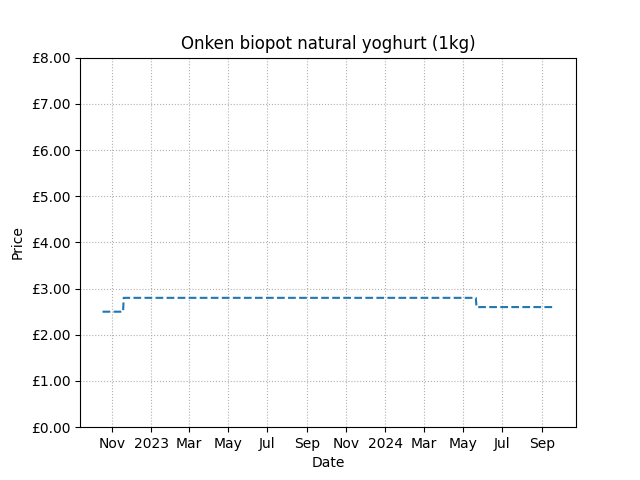 Onken biopot natural yoghurt (1kg)
£8.00
£7.00
£6.00
£5.00
£4.00
£3.00
£2.00
£1.00
£0.00
Price
Nov 2023 Mar May Jul Sep Nov 2024 Mar May Jul Sep
Date